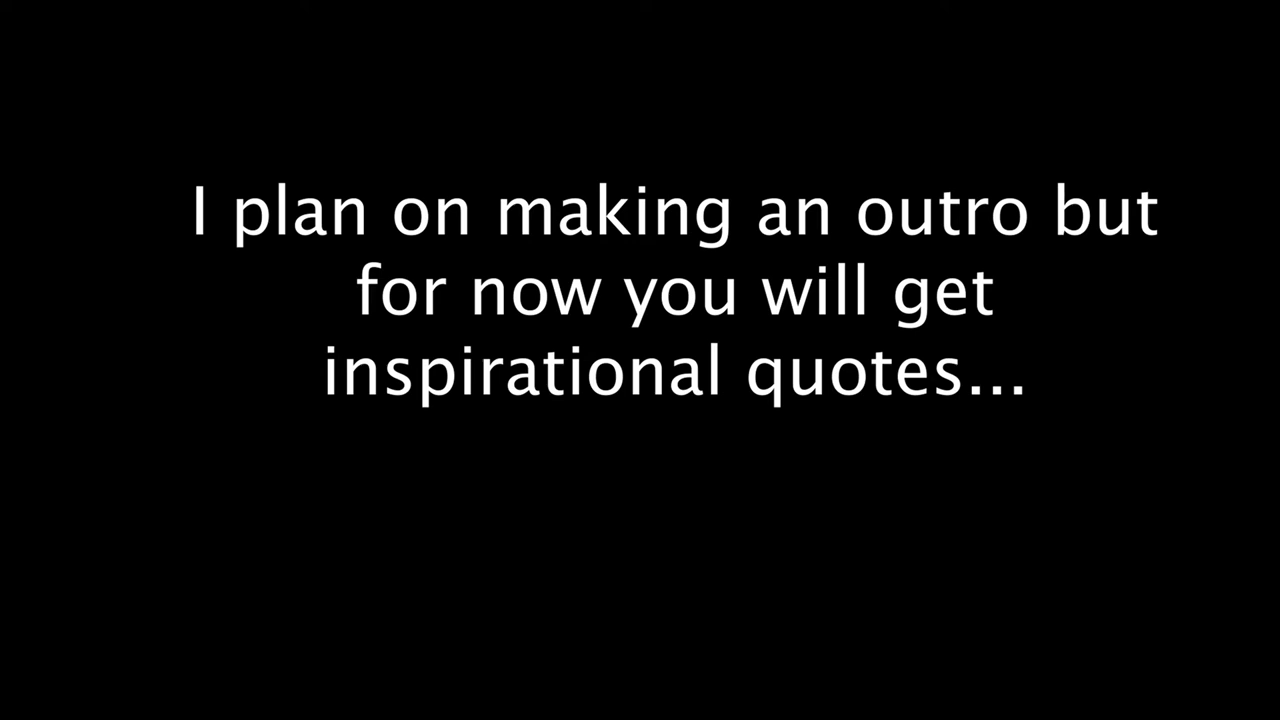 I plan on making an outro but
for now you will get
inspirational quotes...